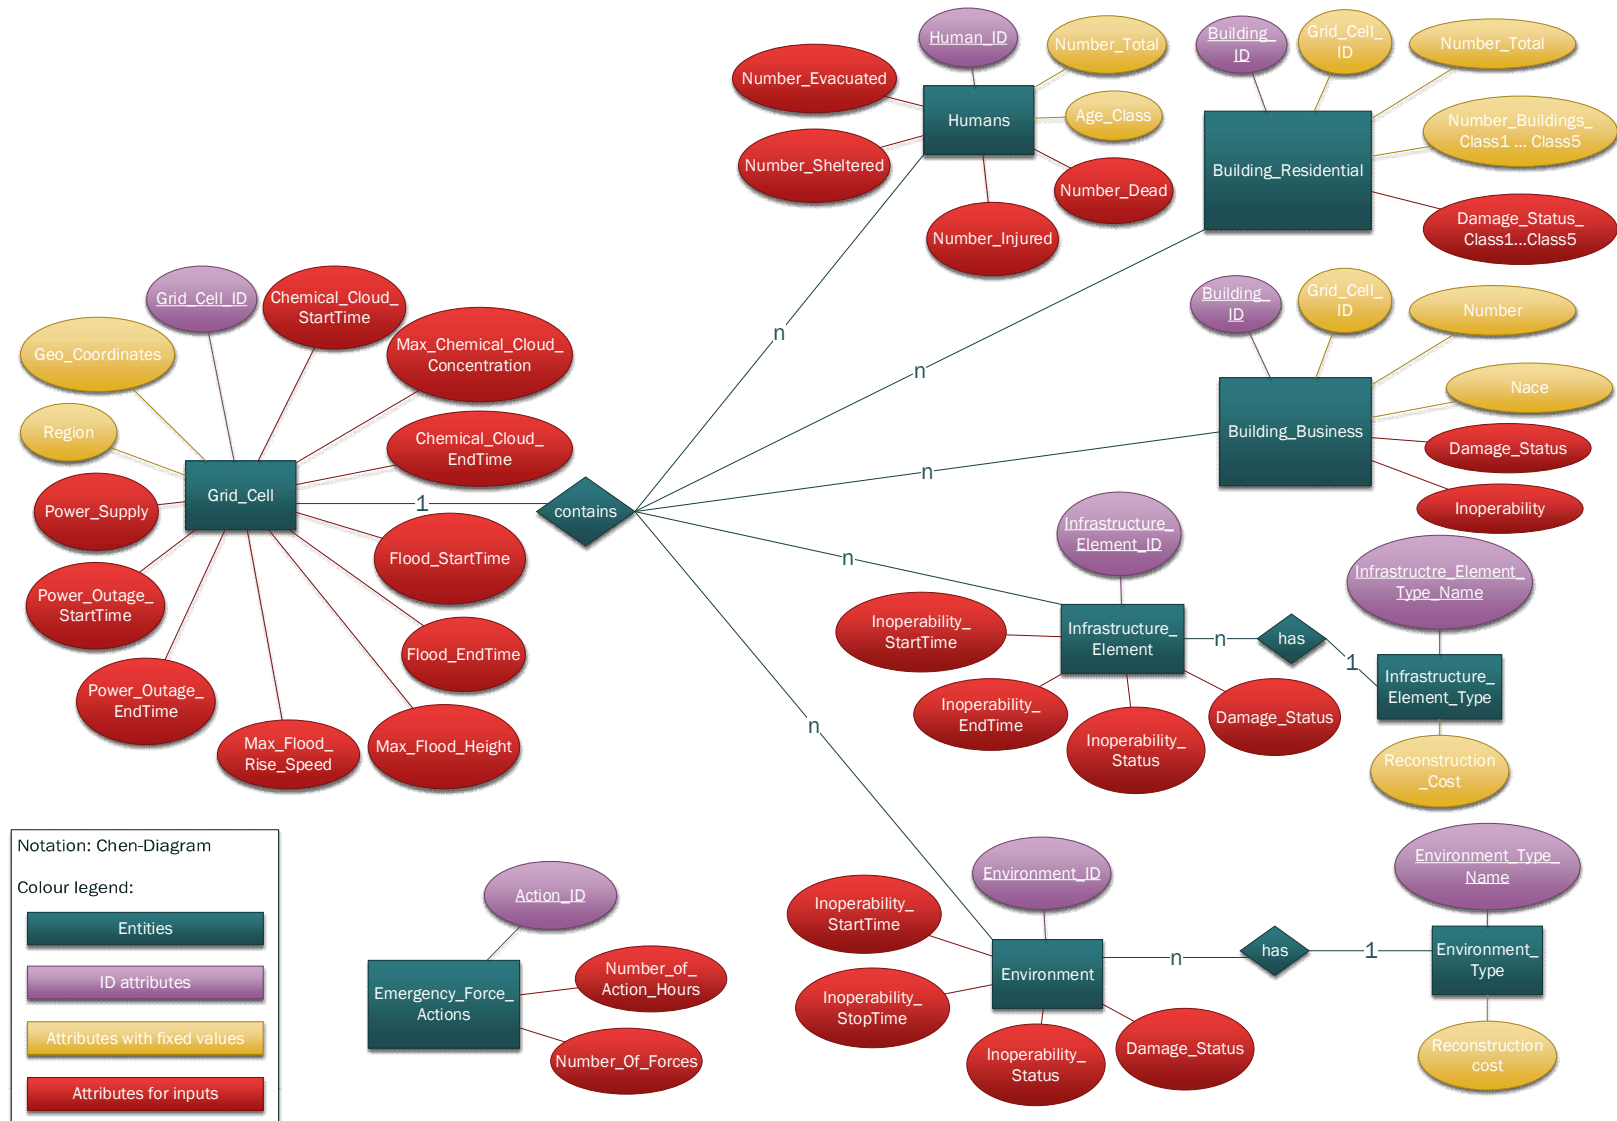 Human_ID
Number_Total
Number_Evacuated
Humans
Age_Class
Number_Sheltered
Number_Dead
Number_Injured
Building_
ID
Grid_Cell_
ID
Number_Total
Number_Buildings_
Class1 ... Class5
Building_Residential
Damage_Status_
Class1...Class5
Building_
ID
Grid_Cell_
ID
Number
Nace
Building_Business
Damage_Status
Inoperability
Grid_Cell_ID
Chemical_Cloud_
StartTime
Geo_Coordinates
Max_Chemical_Cloud_
Concentration
Region
Chemical_Cloud_
EndTime
Grid_Cell
Power_Supply
1
contains
n
n
n
n
n
Flood_StartTime
Power_Outage_
StartTime
Flood_EndTime
Power_Outage_
EndTime
Max_Flood_
Rise_Speed
Max_Flood_Height
Infrastructure_
Element_ID
Inoperability_
StartTime
Infrastructure_
Element
n
has
1
Infrastructre_Element_
Type_Name
Infrastructure_
Element_Type
Inoperability_
EndTime
Inoperability_
Status
Damage_Status
Reconstruction
_Cost
Notation: Chen-Diagram
Colour legend:
Entities
ID attributes
Attributes with fixed values
Attributes for inputs
Action_ID
Emergency_Force_
Actions
Number_of_
Action_Hours
Number_Of_Forces
Environment_ID
Inoperability_
StartTime
Environment
n
has
1
Environment_Type_
Name
Environment_
Type
Inoperability_
StopTime
Inoperability_
Status
Damage_Status
Reconstruction
cost